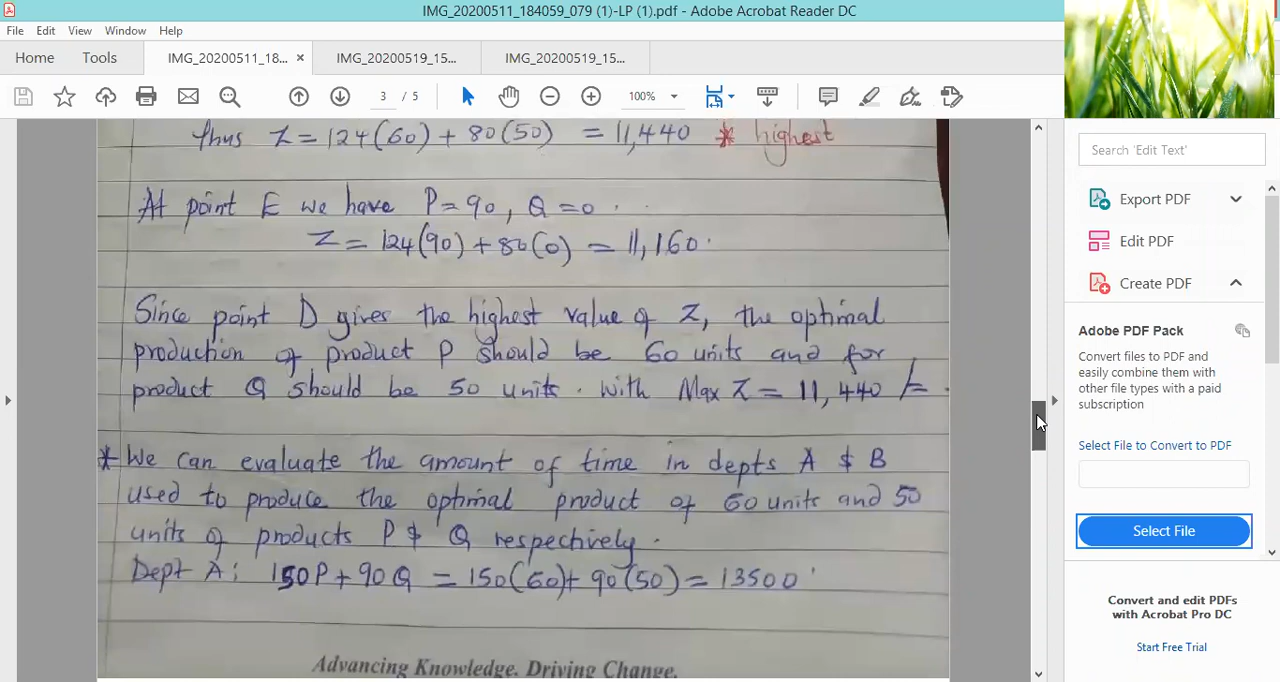 IMG_20200511_184059_079 (1)-LP (1).pdf - Adobe Acrobat Reader DC
File Edit View Window Help
Home Tools IMG_20200511_18... × IMG_20200519_15... IMG_20200519_15...
3 / 5 100%
thus Z = 124(60) + 80(50) = 11,440 * highest
At point E we have P = 90, Q = 0.
Z = 124(90) + 80(0) = 11,160.
Since point D gives the highest value of Z, the optimal
production of product P should be 60 units and for
product Q should be 50 units. with Max Z = 11,440/=.
* We can evaluate the amount of time in depts A $ B
used to produce the optimal product of 60 units and 50
units of products P $ Q respectively.
Dept A: 150P + 90Q = 150(60) + 90(50) = 13500
Advancing Knowledge. Driving Change.
Search 'Edit Text'
Export PDF
Edit PDF
Create PDF
Adobe PDF Pack
Convert files to PDF and
easily combine them with
other file types with a paid
subscription
Select File to Convert to PDF
Select File
Convert and edit PDFs
with Acrobat Pro DC
Start Free Trial